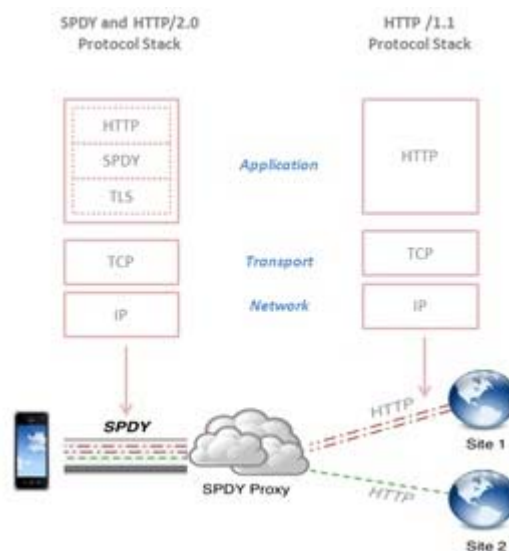 SPDY and HTTP/2.0
Protocol Stack
HTTP /1.1
Protocol Stack
HTTP
SPDY
TLS
Application
HTTP
TCP
Transport
TCP
IP
Network
IP
SPDY
HTTP
Site 1
SPDY Proxy
HTTP
Site 2